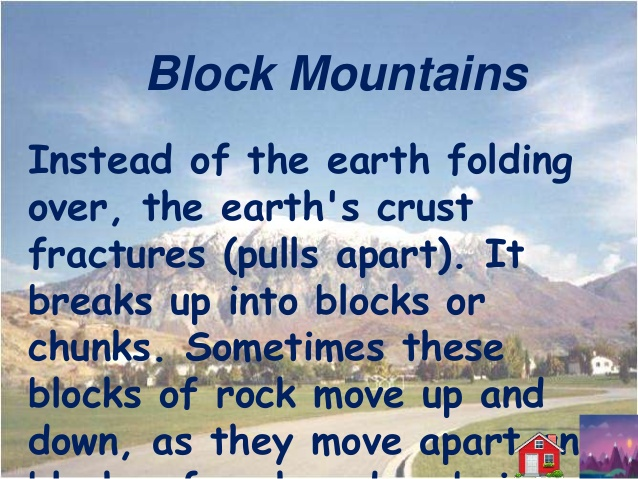 Block Mountains
Instead of the earth folding
over, the earth's crust
fractures (pulls apart). It
breaks up into blocks or
chunks. Sometimes these
blocks of rock move up and
down, as they move apart